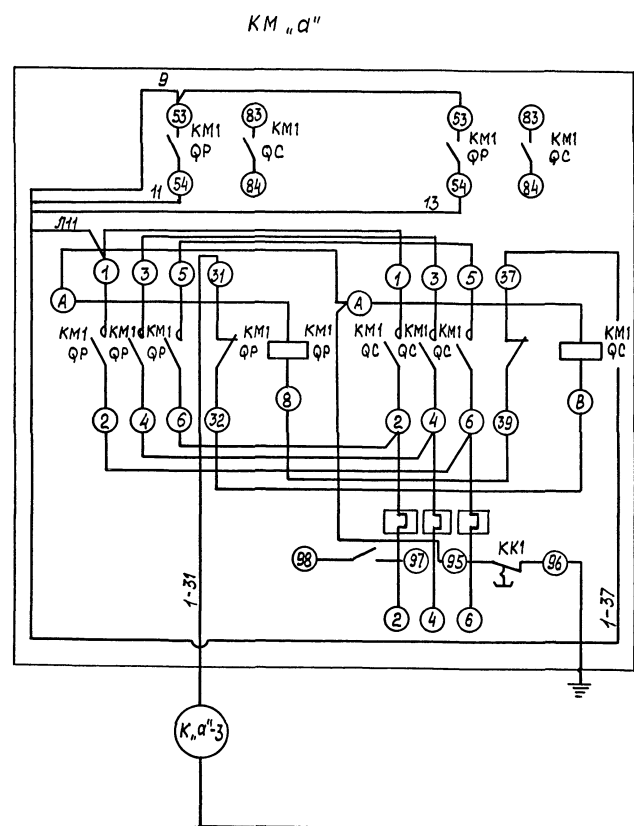 КМ „а"
9
53 83 53 83
КМ1 КМ1 КМ1 КМ1
QP QC QP QC
54 84 54 84
11 13
Л11
1 3 5 31 1 3 5 37
А А
КМ1 КМ1 КМ1 КМ1 КМ1 КМ1 КМ1 КМ1 КМ1
QP QP QP QP QP QC QC QC QC
8 В
2 4 6 32 2 4 6 39
КК1
98 97 95 96
1-31 1-37
2 4 6
К„а"-3